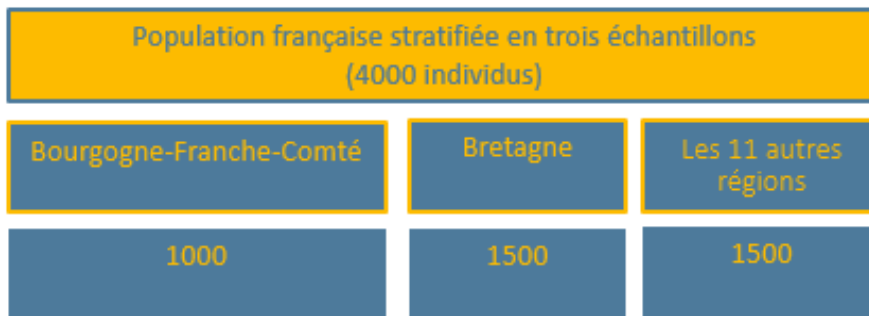 Population française stratifiée en trois échantillons
(4000 individus)
Bourgogne-Franche-Comté
Bretagne
Les 11 autres
régions
1000
1500
1500